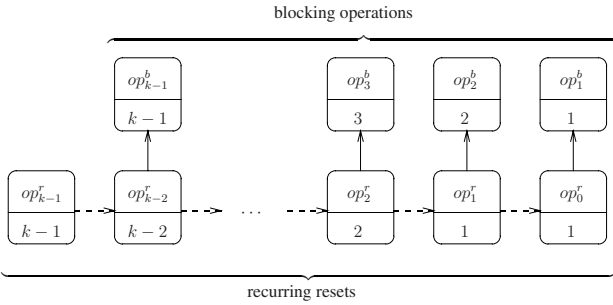 blocking operations
op^b_{k−1} op^b_3 op^b_2 op^b_1
k − 1 3 2 1
op^r_{k−1} op^r_{k−2} ... op^r_2 op^r_1 op^r_0
k − 1 k − 2 2 1 1
recurring resets